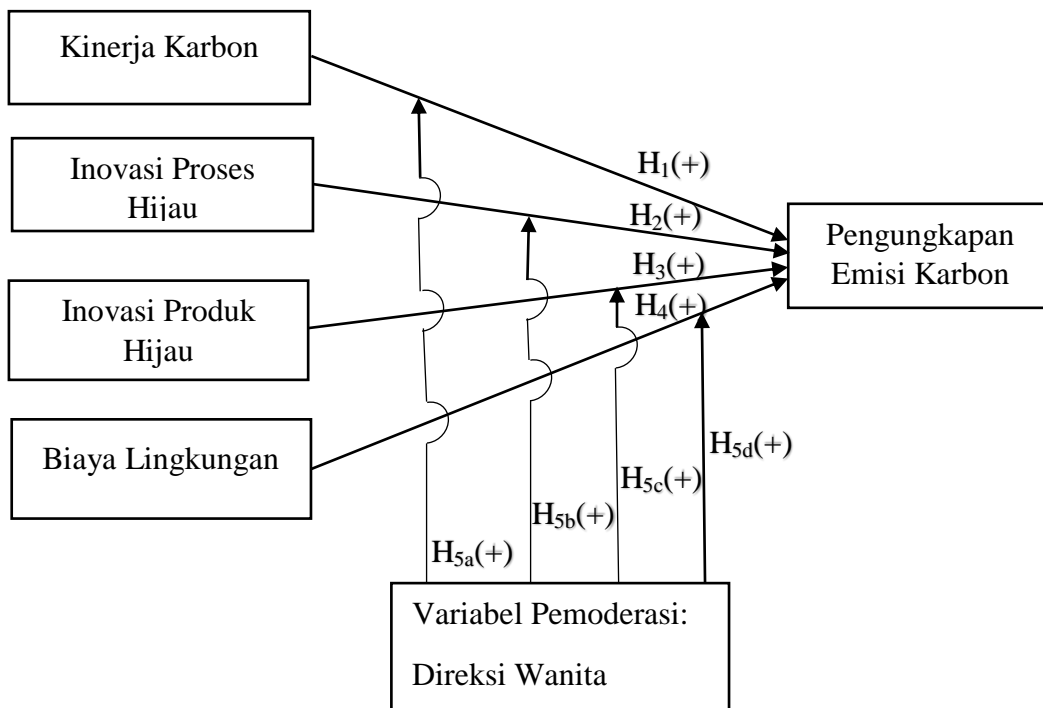 Kinerja Karbon
Inovasi Proses
Hijau
Inovasi Produk
Hijau
Biaya Lingkungan
H₁(+)
H₂(+)
H₃(+)
H₄(+)
Pengungkapan
Emisi Karbon
H₅ₐ(+)
H₅b(+)
H₅c(+)
H₅d(+)
Variabel Pemoderasi:
Direksi Wanita